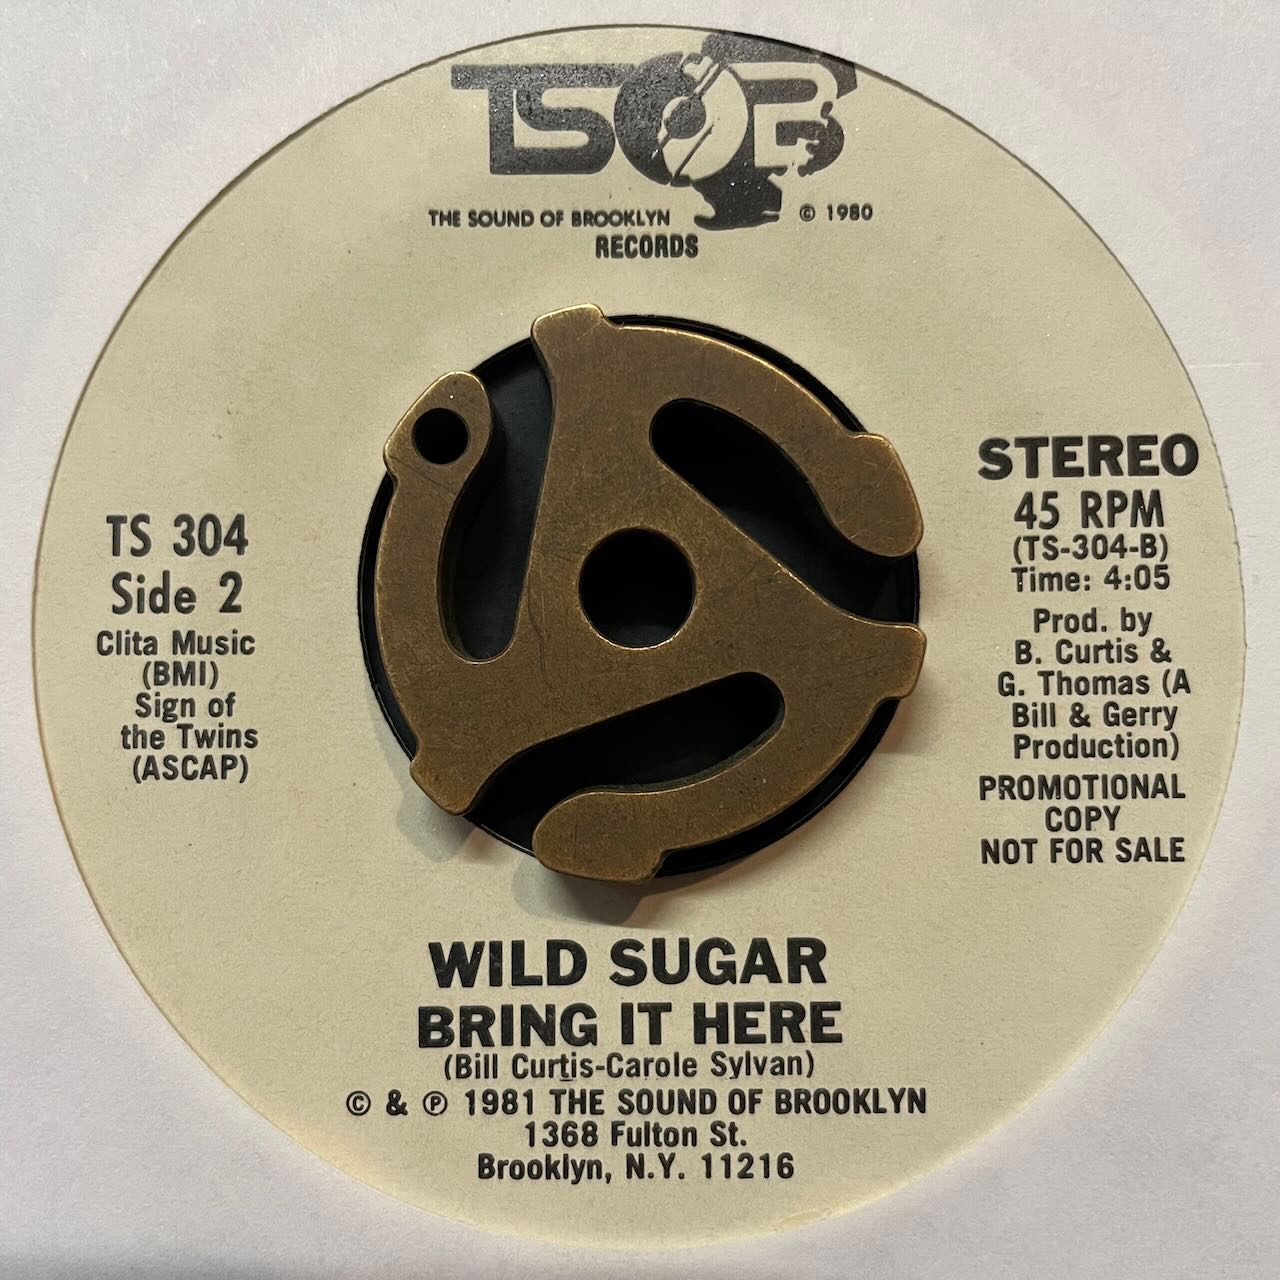 TSOB
THE SOUND OF BROOKLYN © 1980
RECORDS
TS 304
Side 2
Clita Music
(BMI)
Sign of
the Twins
(ASCAP)
STEREO
45 RPM
(TS-304-B)
Time: 4:05
Prod. by
B. Curtis &
G. Thomas (A
Bill & Gerry
Production)
PROMOTIONAL
COPY
NOT FOR SALE
WILD SUGAR
BRING IT HERE
(Bill Curtis-Carole Sylvan)
© & ℗ 1981 THE SOUND OF BROOKLYN
1368 Fulton St.
Brooklyn, N.Y. 11216